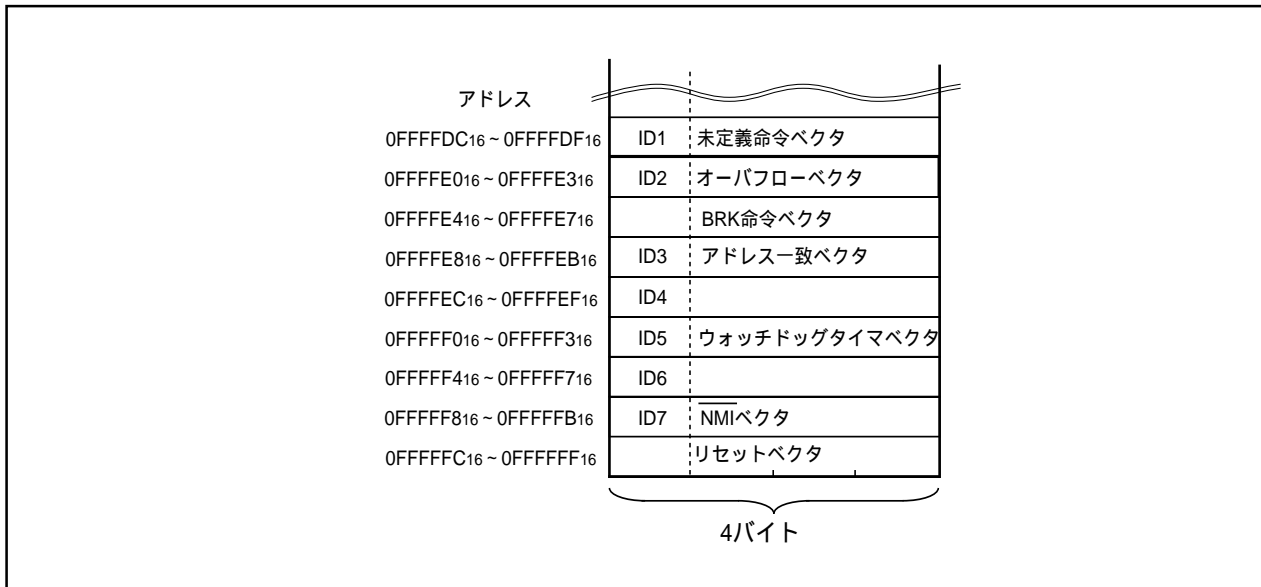 アドレス
0FFFFDC16 ~ 0FFFFDF16 ID1 未定義命令ベクタ
0FFFFE016 ~ 0FFFFE316 ID2 オーバフローベクタ
0FFFFE416 ~ 0FFFFE716 BRK命令ベクタ
0FFFFE816 ~ 0FFFFEB16 ID3 アドレス一致ベクタ
0FFFFEC16 ~ 0FFFFEF16 ID4
0FFFFF016 ~ 0FFFFF316 ID5 ウォッチドッグタイマベクタ
0FFFFF416 ~ 0FFFFF716 ID6
0FFFFF816 ~ 0FFFFFB16 ID7 NMIベクタ
0FFFFFC16 ~ 0FFFFFF16 リセットベクタ
4バイト